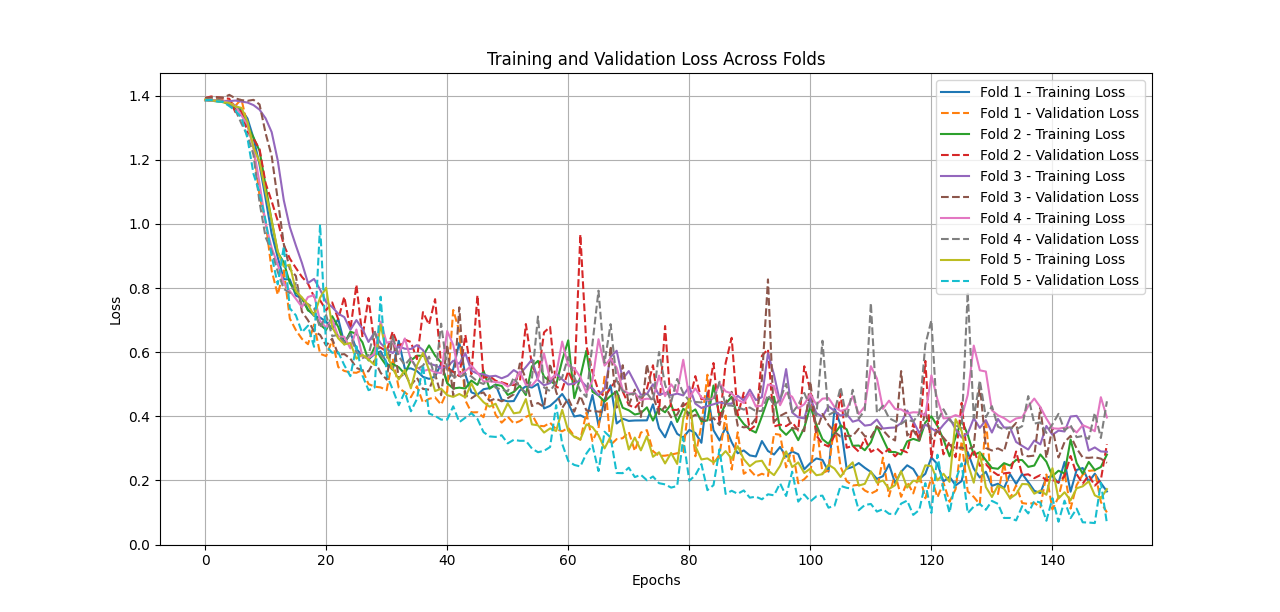 Training and Validation Loss Across Folds
Loss
1.4
1.2
1.0
0.8
0.6
0.4
0.2
0.0
Fold 1 - Training Loss
Fold 1 - Validation Loss
Fold 2 - Training Loss
Fold 2 - Validation Loss
Fold 3 - Training Loss
Fold 3 - Validation Loss
Fold 4 - Training Loss
Fold 4 - Validation Loss
Fold 5 - Training Loss
Fold 5 - Validation Loss
0 20 40 60 80 100 120 140
Epochs